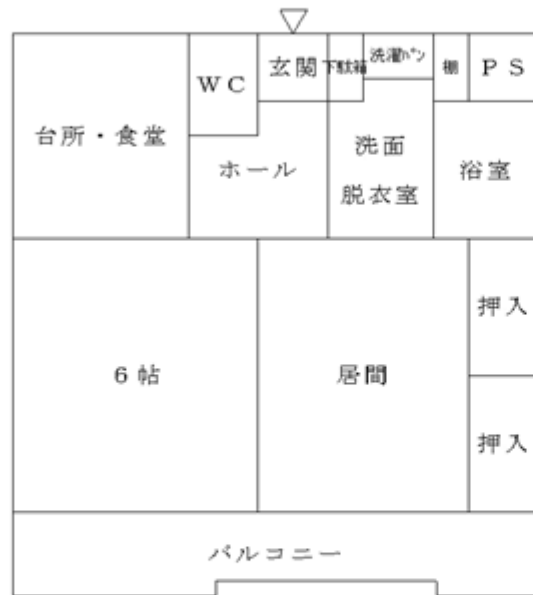 WC
玄関
下駄箱
洗濯パン
棚
PS
台所・食堂
ホール
洗面
脱衣室
浴室
6帖
居間
押入
押入
バルコニー